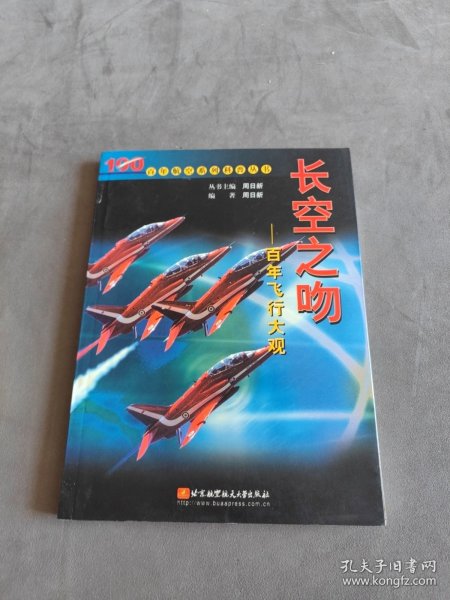 100百年航空系列科普丛书
丛书主编 周日新
编 著 周日新
长空之吻
——百年飞行大观
北京航空航天大学出版社
http://www.buaapress.com.cn
孔夫子旧书网
www.kongfz.com